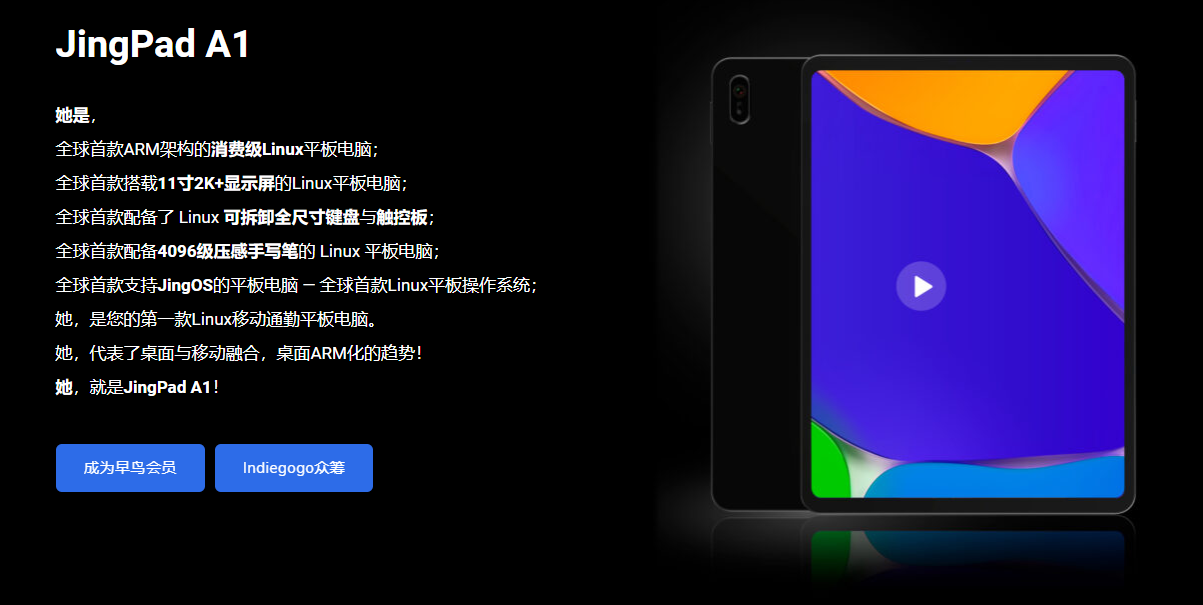 JingPad A1
她是，
全球首款ARM架构的消费级Linux平板电脑；
全球首款搭载11寸2K+显示屏的Linux平板电脑；
全球首款配备了 Linux 可拆卸全尺寸键盘与触控板；
全球首款配备4096级压感手写笔的 Linux 平板电脑；
全球首款支持JingOS的平板电脑 — 全球首款Linux平板操作系统；
她，是您的第一款Linux移动通勤平板电脑。
她，代表了桌面与移动融合，桌面ARM化的趋势！
她，就是JingPad A1！
成为早鸟会员
Indiegogo众筹